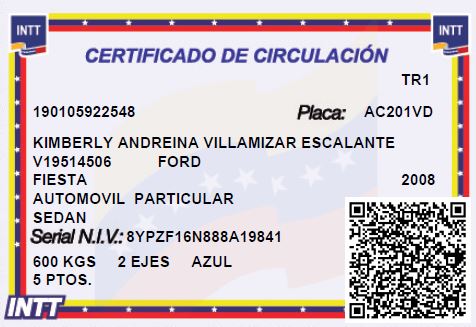 INTT
INTT
CERTIFICADO DE CIRCULACIÓN
TR1
190105922548 Placa: AC201VD
KIMBERLY ANDREINA VILLAMIZAR ESCALANTE
V19514506 FORD
FIESTA 2008
AUTOMOVIL PARTICULAR
SEDAN
Serial N.I.V.: 8YPZF16N888A19841
600 KGS 2 EJES AZUL
5 PTOS.
INTT